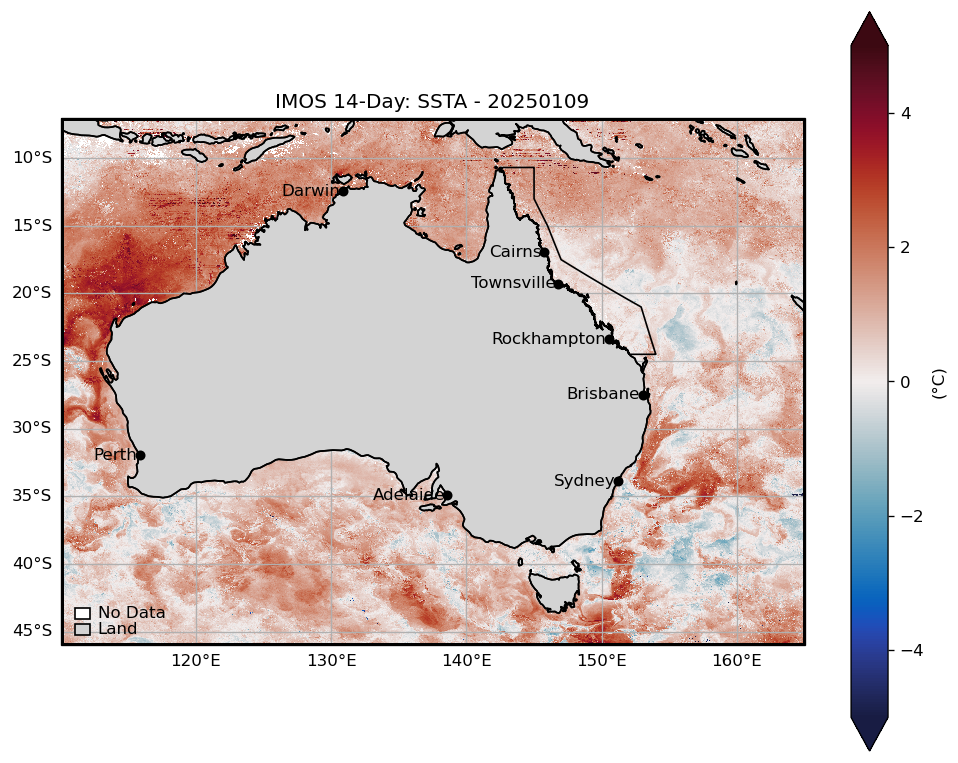 IMOS 14-Day: SSTA - 20250109
10°S
15°S
20°S
25°S
30°S
35°S
40°S
45°S
Darwin
Cairns
Townsville
Rockhampton
Brisbane
Perth
Sydney
Adelaide
No Data
Land
120°E
130°E
140°E
150°E
160°E
4
2
0
−2
−4
(°C)